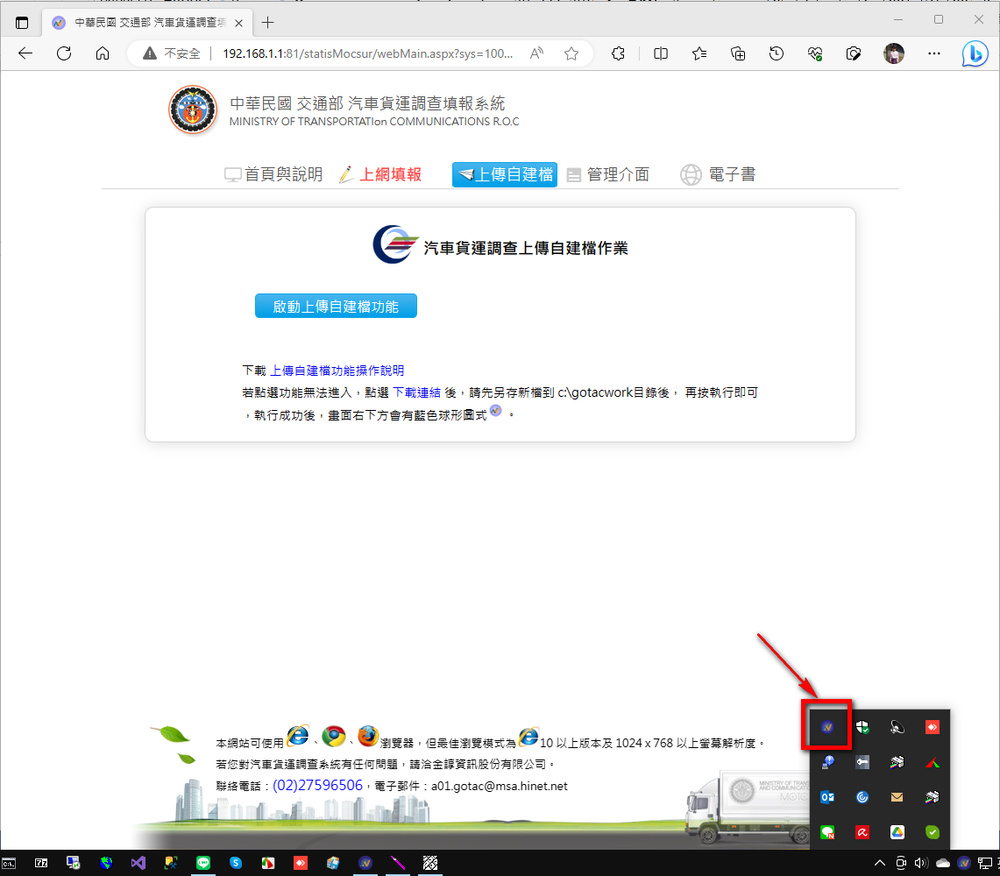 中華民國 交通部 汽車貨運調查填
不安全
192.168.1.1:81/statisMocsur/webMain.aspx?sys=100...
中華民國 交通部 汽車貨運調查填報系統
MINISTRY OF TRANSPORTATIon COMMUNICATIONS R.O.C
首頁與說明 上網填報 上傳自建檔 管理介面 電子書
汽車貨運調查上傳自建檔作業
啟動上傳自建檔功能
下載 上傳自建檔功能操作說明
若點選功能無法進入，點選 下載連結 後，請先另存新檔到 c:\gotacwork目錄後， 再按執行即可
，執行成功後，畫面右下方會有藍色球形圖式 。
本網站可使用 、 、 瀏覽器，但最佳瀏覽模式為 10 以上版本及 1024 x 768 以上螢幕解析度。
若您對汽車貨運調查系統有任何問題，請洽金諄資訊股份有限公司。
聯絡電話：(02)27596506，電子郵件：a01.gotac@msa.hinet.net
MINISTRY OF TRAN
AND COMMUNICAT
MOTC